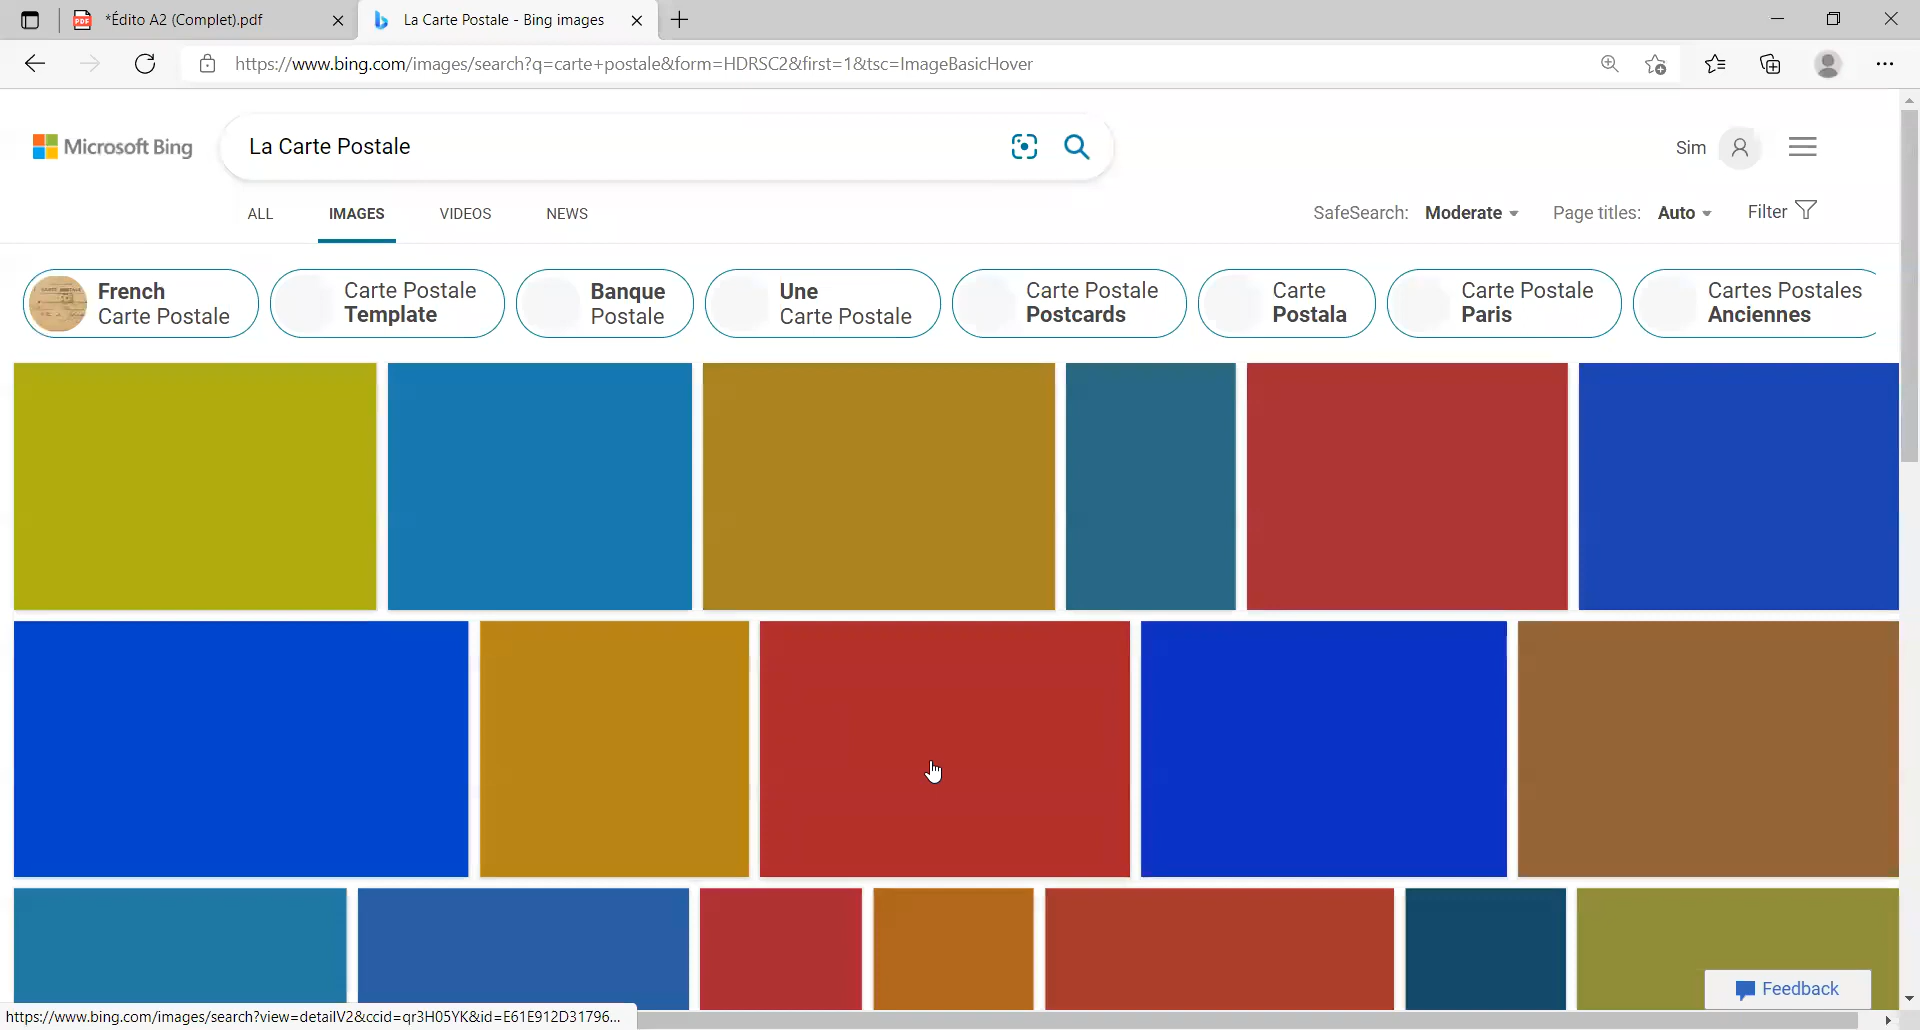 *Édito A2 (Complet).pdf
La Carte Postale - Bing images
https://www.bing.com/images/search?q=carte+postale&form=HDRSC2&first=1&tsc=ImageBasicHover
Microsoft Bing
La Carte Postale
Sim
ALL IMAGES VIDEOS NEWS
SafeSearch: Moderate
Page titles: Auto
Filter
French
Carte Postale
Carte Postale
Template
Banque
Postale
Une
Carte Postale
Carte Postale
Postcards
Carte
Postala
Carte Postale
Paris
Cartes Postales
Anciennes
Feedback
https://www.bing.com/images/search?view=detailV2&ccid=qr3H05YK&id=E61E912D31796...